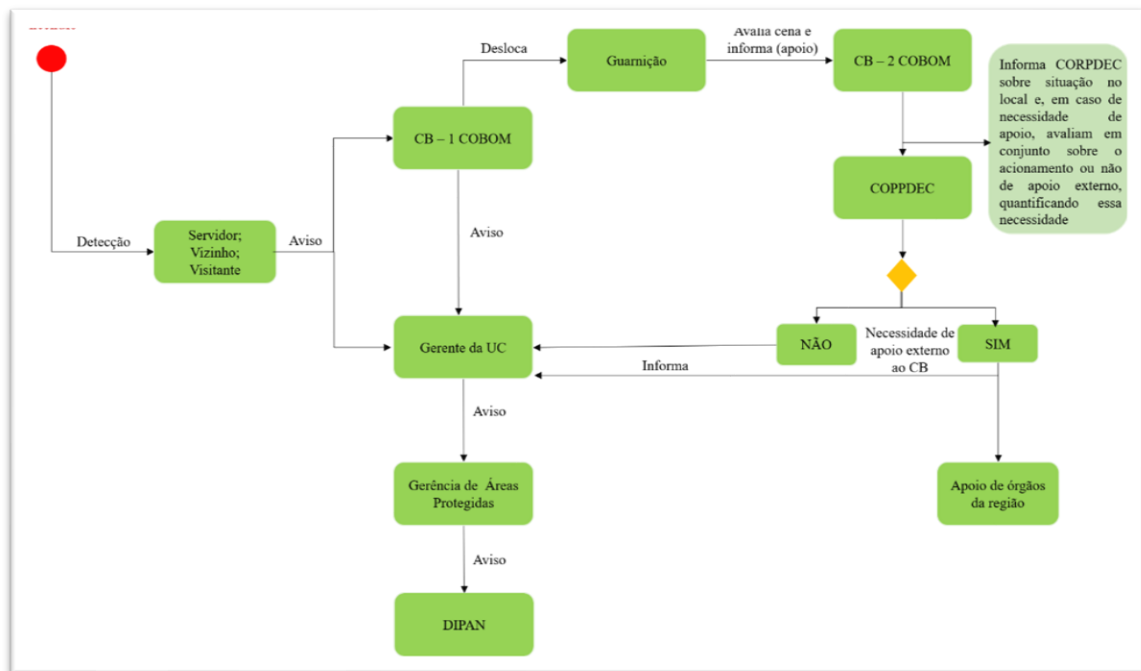 Desloca
Guarnição
Avalia cena e
informa (apoio)
CB – 2 COBOM
Informa CORPDEC
sobre situação no
local e, em caso de
necessidade de
apoio, avaliam em
conjunto sobre o
acionamento ou não
de apoio externo,
quantificando essa
necessidade
CB – 1 COBOM
COPPDEC
Detecção
Servidor;
Vizinho;
Visitante
Aviso
Aviso
Gerente da UC
NÃO
Necessidade de
apoio externo
ao CB
SIM
Informa
Aviso
Gerência de Áreas
Protegidas
Apoio de órgãos
da região
Aviso
DIPAN